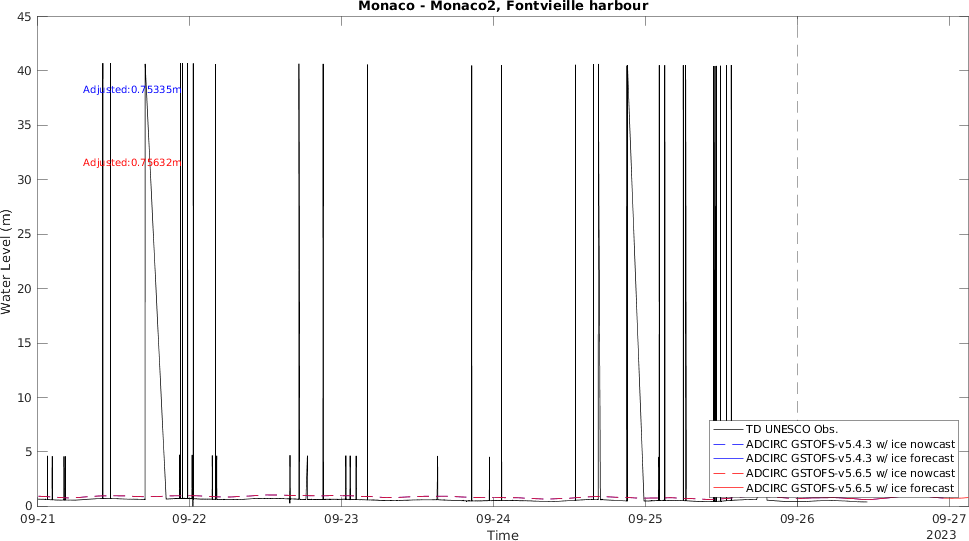 Monaco - Monaco2, Fontvieille harbour
45
40
35
30
25
20
15
10
5
0
Water Level (m)
Adjusted:0.75335m
Adjusted:0.75632m
TD UNESCO Obs.
ADCIRC GSTOFS-v5.4.3 w/ ice nowcast
ADCIRC GSTOFS-v5.4.3 w/ ice forecast
ADCIRC GSTOFS-v5.6.5 w/ ice nowcast
ADCIRC GSTOFS-v5.6.5 w/ ice forecast
09-21 09-22 09-23 09-24 09-25 09-26 09-27
Time 2023